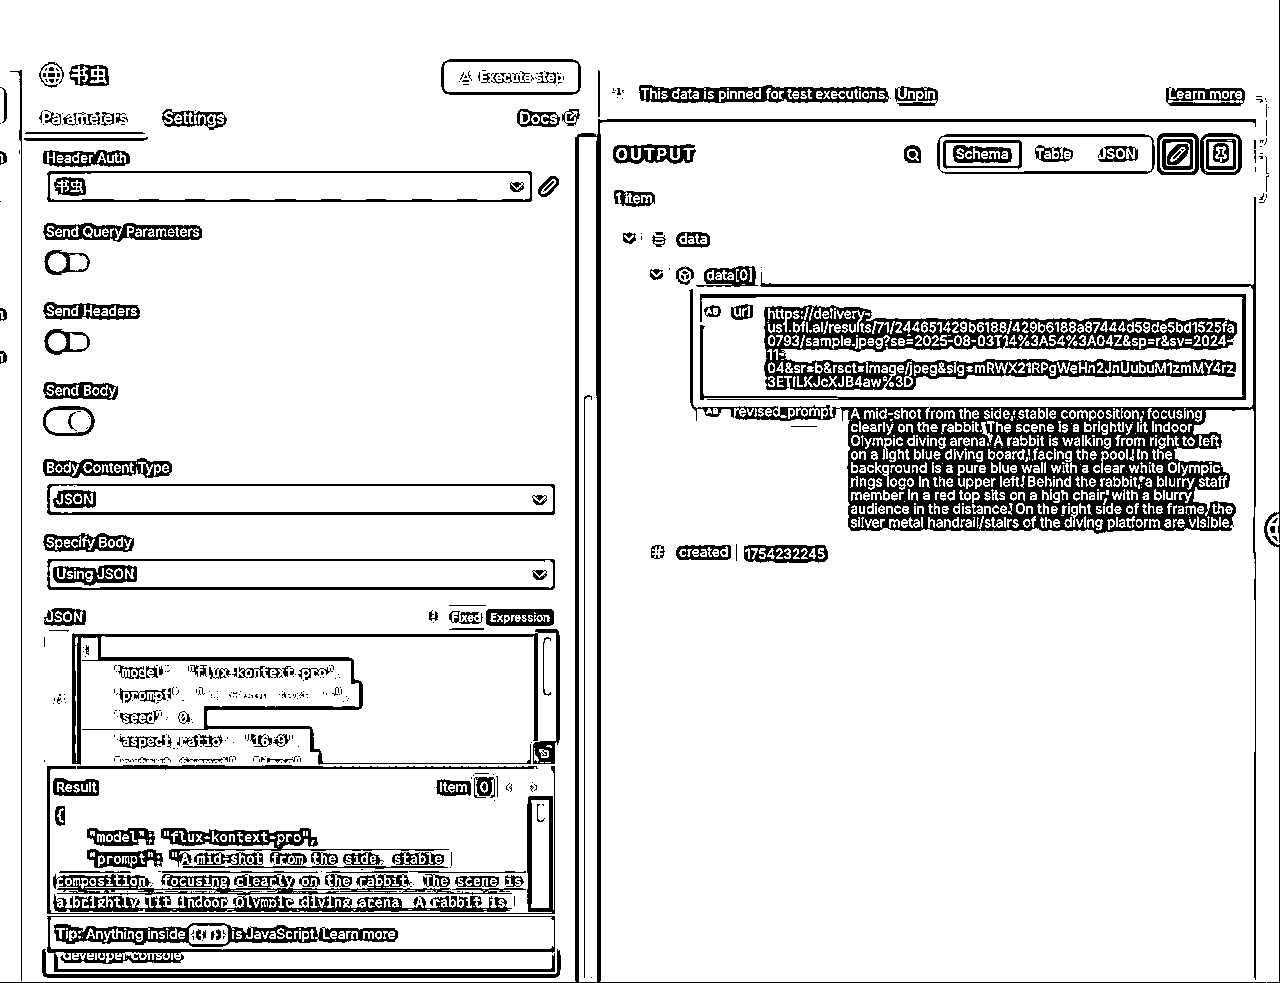 书虫
Execute step
Parameters
Settings
Docs
Header Auth
书虫
Send Query Parameters
Send Headers
Send Body
Body Content Type
JSON
Specify Body
Using JSON
JSON
Fixed
Expression
"model" "flux-kontext-pro",
"prompt"
"seed" 0,
"aspect_ratio" "16:9"
Result
Item 0
{
"model": "flux-kontext-pro",
"prompt": "A mid-shot from the side, stable
composition, focusing clearly on the rabbit. The scene is
a brightly lit indoor Olympic diving arena. A rabbit is
Tip: Anything inside {{ }} is JavaScript. Learn more
developer console
This data is pinned for test executions. Unpin
Learn more
OUTPUT
Schema
Table
JSON
1 item
data
data[0]
url
https://delivery-
us1.bfl.ai/results/71/244651429b6188/429b6188a87444d59de5bd1525fa
0793/sample.jpeg?se=2025-08-03T14%3A54%3A04Z&sp=r&sv=2024-
11-
04&sr=b&rsct=image/jpeg&sig=mRWX21RPgWeHn2JnUubuM1zmMY4rz
3ETlLKJcXJB4aw%3D
revised_prompt
A mid-shot from the side, stable composition, focusing
clearly on the rabbit. The scene is a brightly lit indoor
Olympic diving arena. A rabbit is walking from right to left
on a light blue diving board, facing the pool. In the
background is a pure blue wall with a clear white Olympic
rings logo in the upper left. Behind the rabbit, a blurry staff
member in a red top sits on a high chair, with a blurry
audience in the distance. On the right side of the frame, the
silver metal handrail/stairs of the diving platform are visible.
created
1754232245